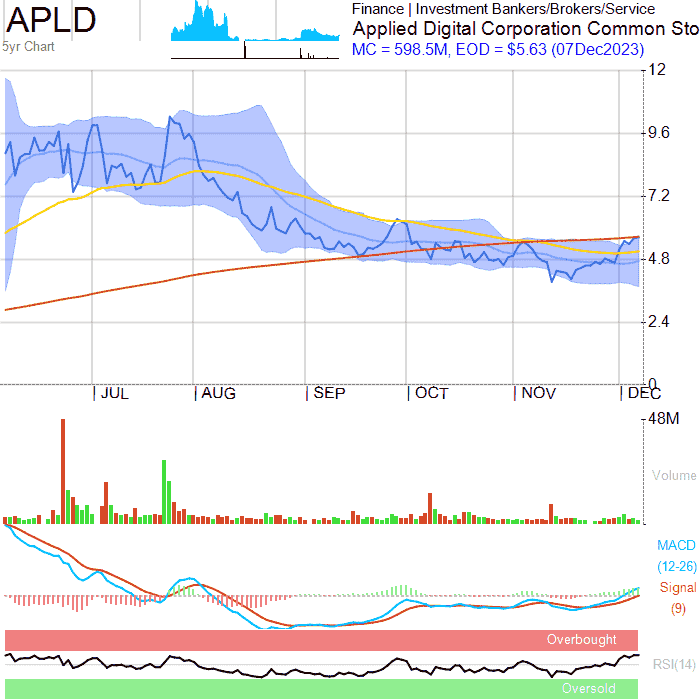 APLD
5yr Chart
Finance | Investment Bankers/Brokers/Service
Applied Digital Corporation Common Sto
MC = 598.5M, EOD = $5.63 (07Dec2023)
12
9.6
7.2
4.8
2.4
0
JUL AUG SEP OCT NOV DEC
48M
Volume
MACD
(12-26)
Signal
(9)
Overbought
RSI(14)
Oversold